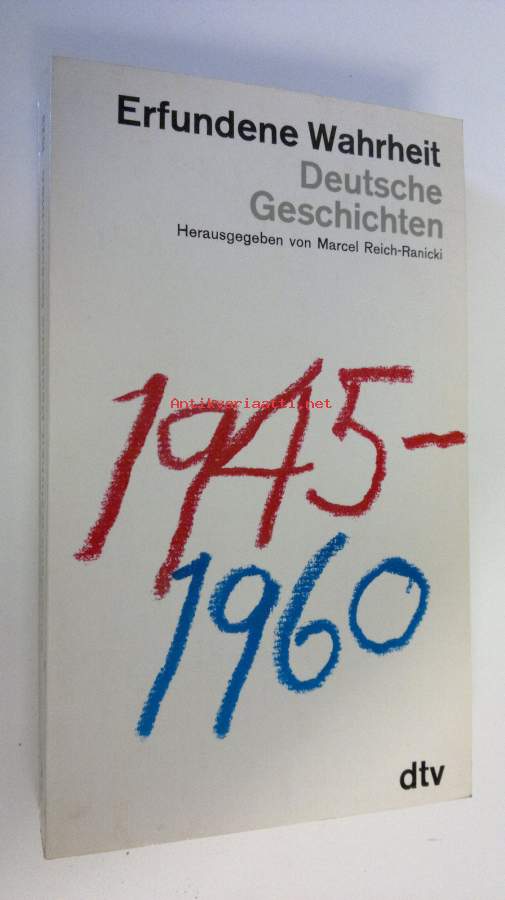 Erfundene Wahrheit
Deutsche
Geschichten
Herausgegeben von Marcel Reich-Ranicki
1945–
Antikvariaatti.net
1960
dtv